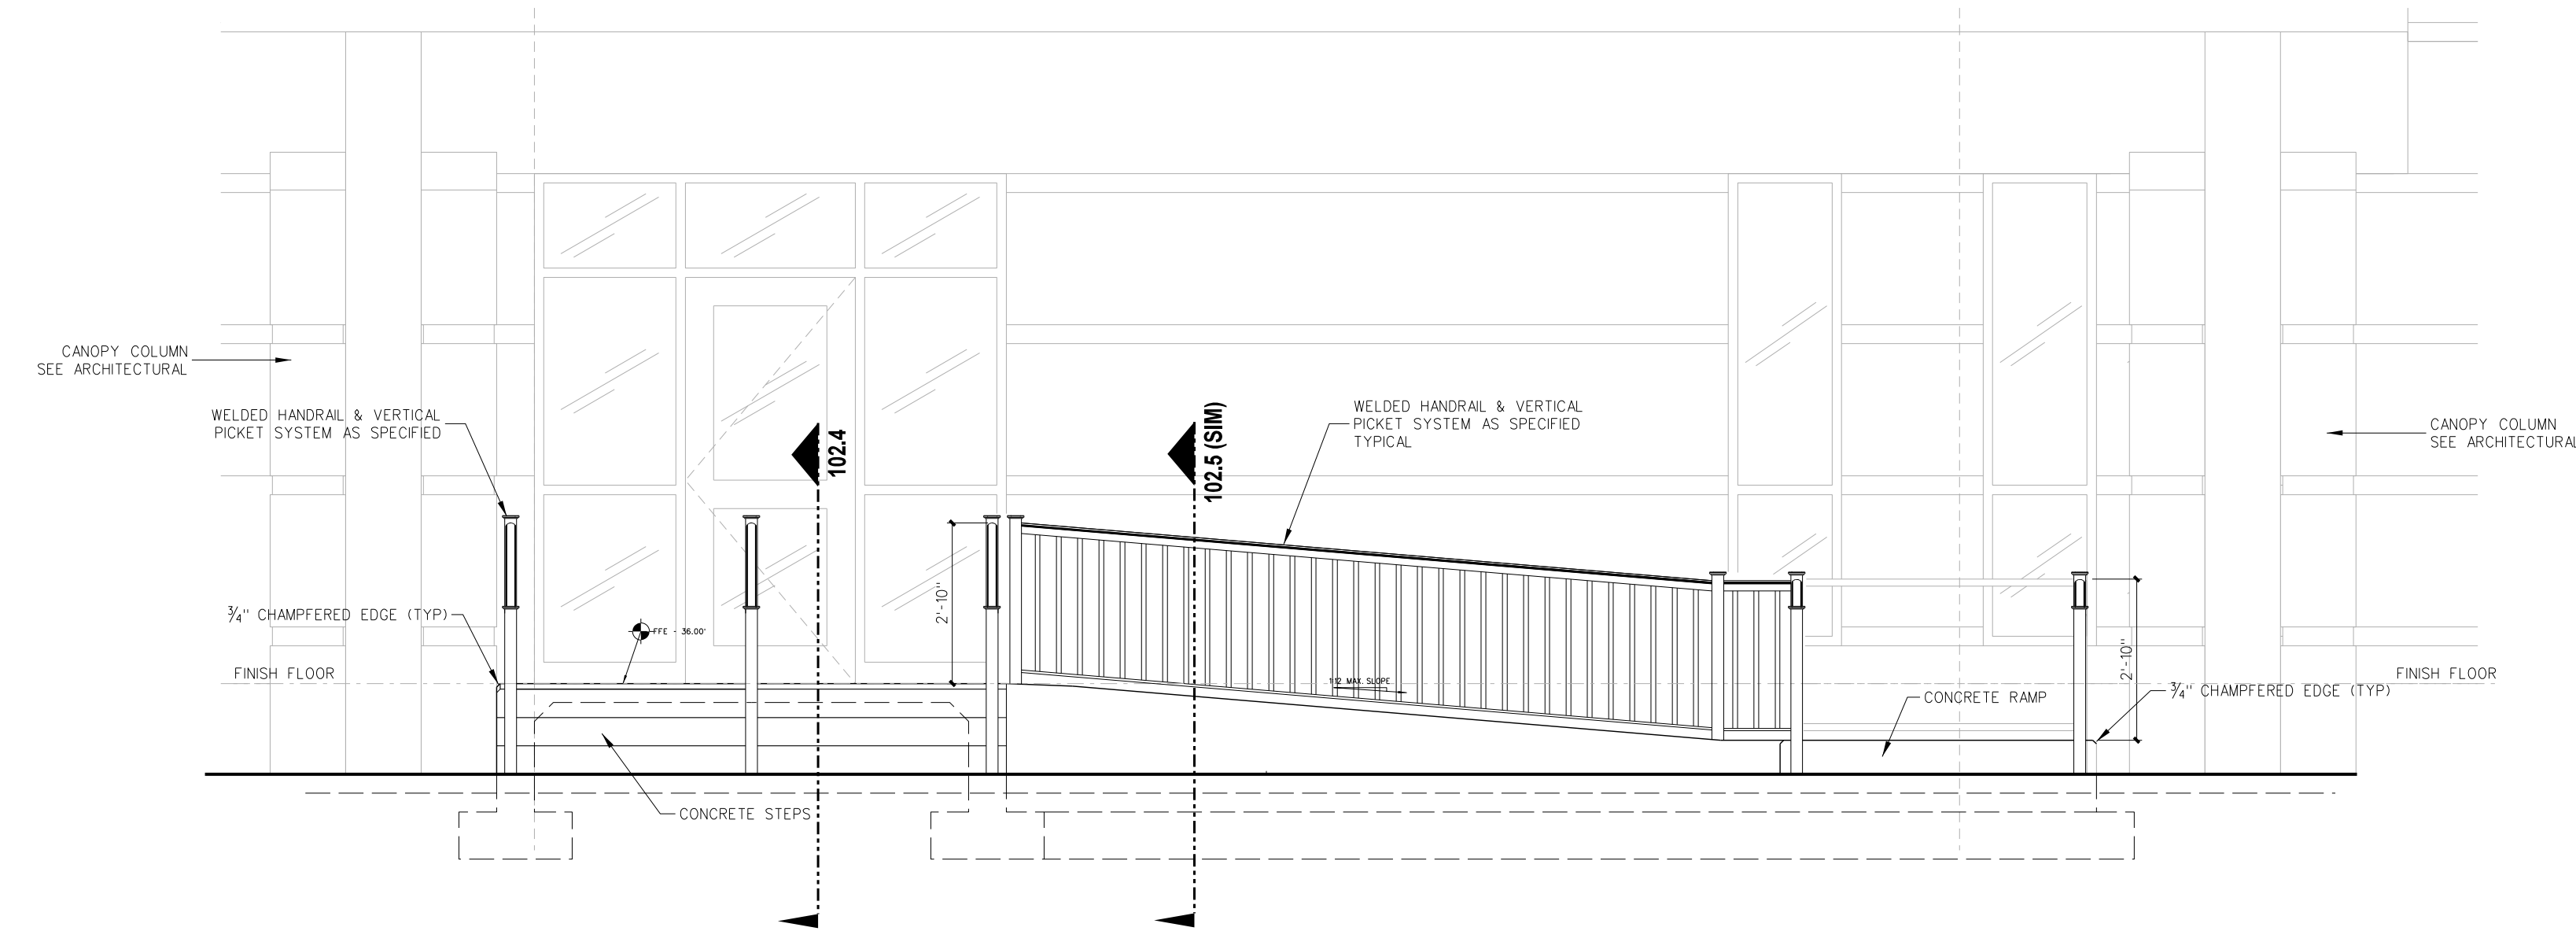 CANOPY COLUMN
SEE ARCHITECTURAL
WELDED HANDRAIL & VERTICAL
PICKET SYSTEM AS SPECIFIED
¾" CHAMPFERED EDGE (TYP)
FINISH FLOOR
FFE - 36.00'
102.4
2'-10"
102.5 (SIM)
WELDED HANDRAIL & VERTICAL
PICKET SYSTEM AS SPECIFIED
TYPICAL
1:12 MAX. SLOPE
CONCRETE STEPS
CONCRETE RAMP
2'-10"
CANOPY COLUMN
SEE ARCHITECTURAL
FINISH FLOOR
¾" CHAMPFERED EDGE (TYP)